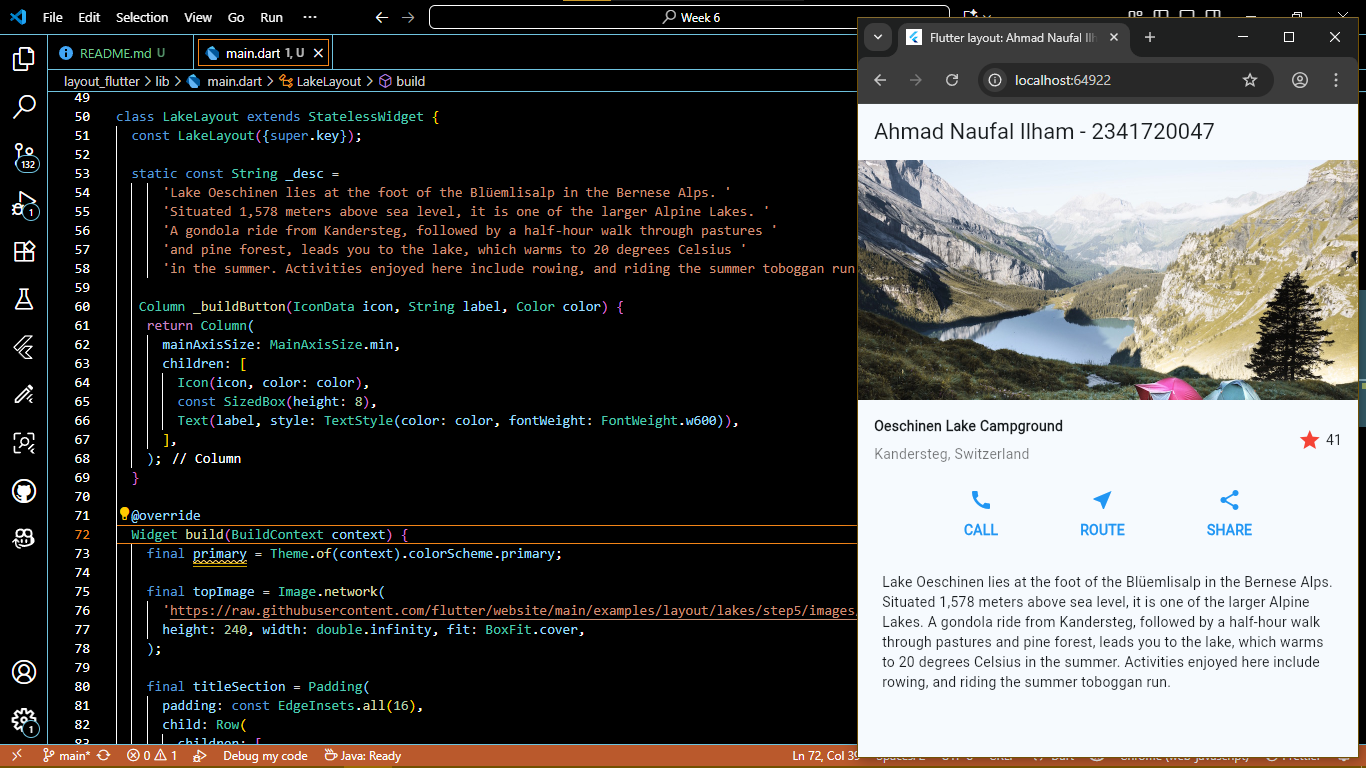 File Edit Selection View Go Run ··· Week 6
README.md U main.dart 1, U
layout_flutter > lib > main.dart > LakeLayout > build
49
50 class LakeLayout extends StatelessWidget {
51 const LakeLayout({super.key});
52
53 static const String _desc =
54 'Lake Oeschinen lies at the foot of the Blüemlisalp in the Bernese Alps. '
55 'Situated 1,578 meters above sea level, it is one of the larger Alpine Lakes. '
56 'A gondola ride from Kandersteg, followed by a half-hour walk through pastures '
57 'and pine forest, leads you to the lake, which warms to 20 degrees Celsius '
58 'in the summer. Activities enjoyed here include rowing, and riding the summer toboggan run
59
60 Column _buildButton(IconData icon, String label, Color color) {
61 return Column(
62 mainAxisSize: MainAxisSize.min,
63 children: [
64 Icon(icon, color: color),
65 const SizedBox(height: 8),
66 Text(label, style: TextStyle(color: color, fontWeight: FontWeight.w600)),
67 ],
68 ); // Column
69 }
70
71 @override
72 Widget build(BuildContext context) {
73 final primary = Theme.of(context).colorScheme.primary;
74
75 final topImage = Image.network(
76 'https://raw.githubusercontent.com/flutter/website/main/examples/layout/lakes/step5/images/
77 height: 240, width: double.infinity, fit: BoxFit.cover,
78 );
79
80 final titleSection = Padding(
81 padding: const EdgeInsets.all(16),
82 child: Row(
83 children: [
132
1
1
main* 0 1 Debug my code Java: Ready Ln 72, Col 39
Flutter layout: Ahmad Naufal Ilh
localhost:64922
Ahmad Naufal Ilham - 2341720047
Oeschinen Lake Campground
Kandersteg, Switzerland
41
CALL ROUTE SHARE
Lake Oeschinen lies at the foot of the Blüemlisalp in the Bernese Alps.
Situated 1,578 meters above sea level, it is one of the larger Alpine
Lakes. A gondola ride from Kandersteg, followed by a half-hour walk
through pastures and pine forest, leads you to the lake, which warms
to 20 degrees Celsius in the summer. Activities enjoyed here include
rowing, and riding the summer toboggan run.